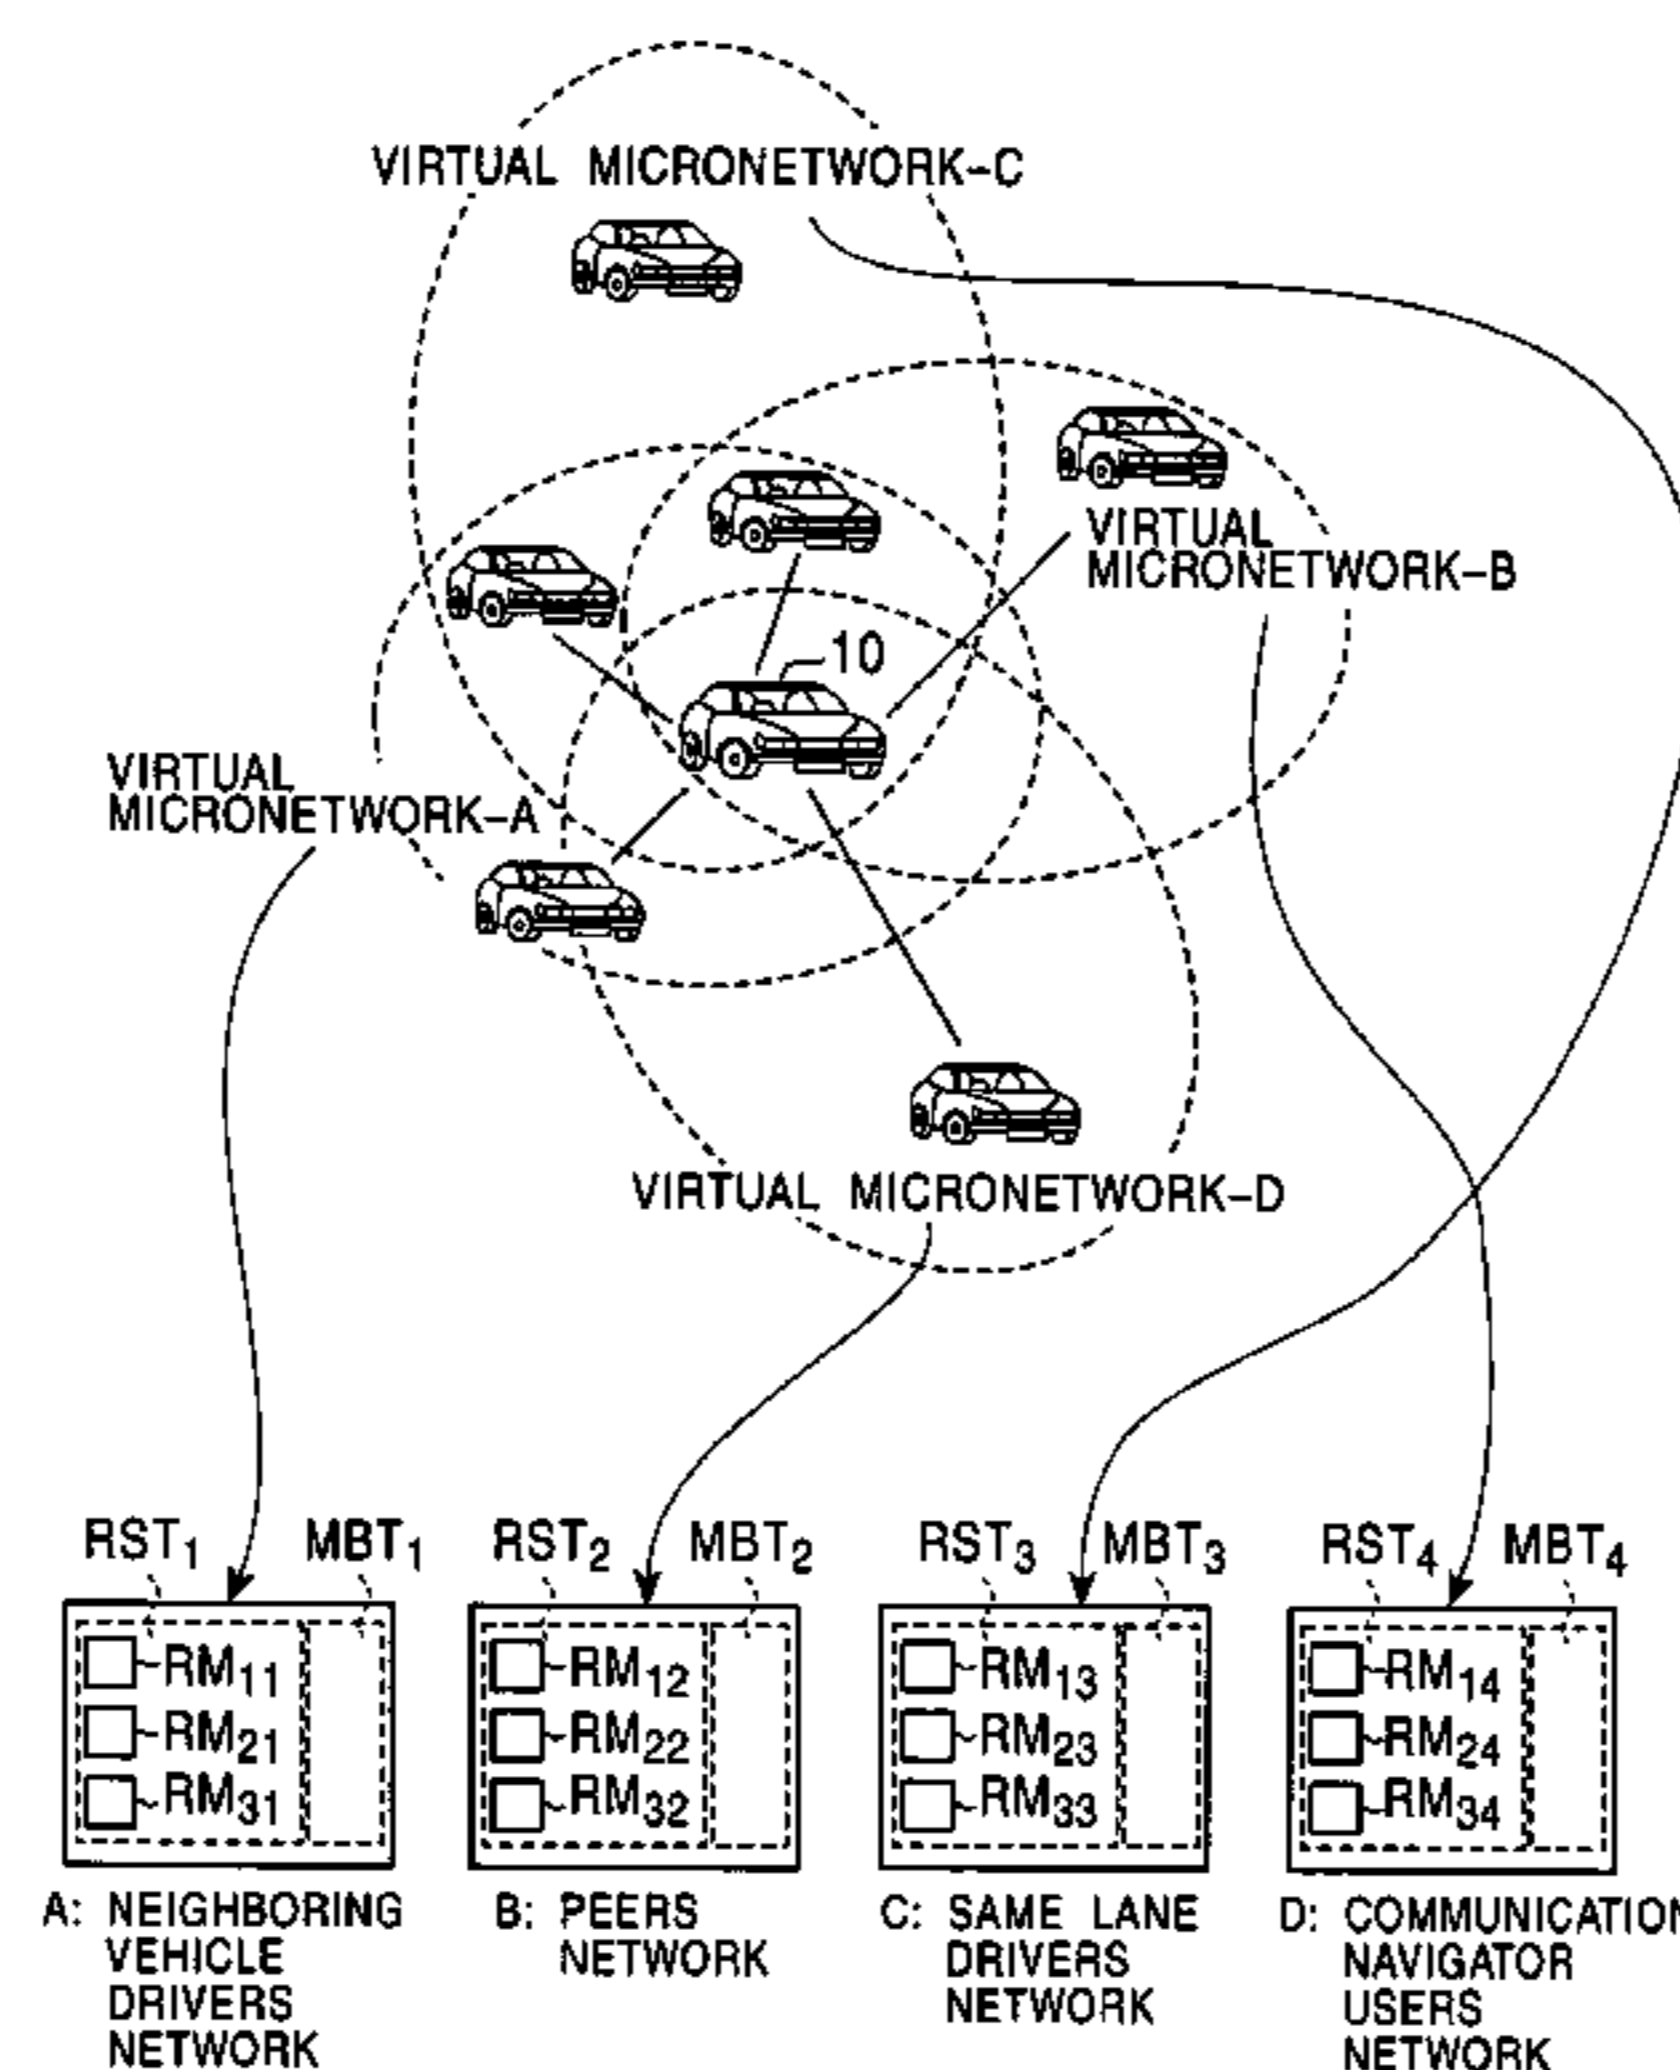 VIRTUAL MICRONETWORK-C
VIRTUAL
MICRONETWORK-B
10
VIRTUAL
MICRONETWORK-A
VIRTUAL MICRONETWORK-D
RST1 MBT1 RST2 MBT2 RST3 MBT3 RST4 MBT4
RM11 RM12 RM13 RM14
RM21 RM22 RM23 RM24
RM31 RM32 RM33 RM34
A: NEIGHBORING
VEHICLE
DRIVERS
NETWORK
B: PEERS
NETWORK
C: SAME LANE
DRIVERS
NETWORK
D: COMMUNICATION
NAVIGATOR
USERS
NETWORK